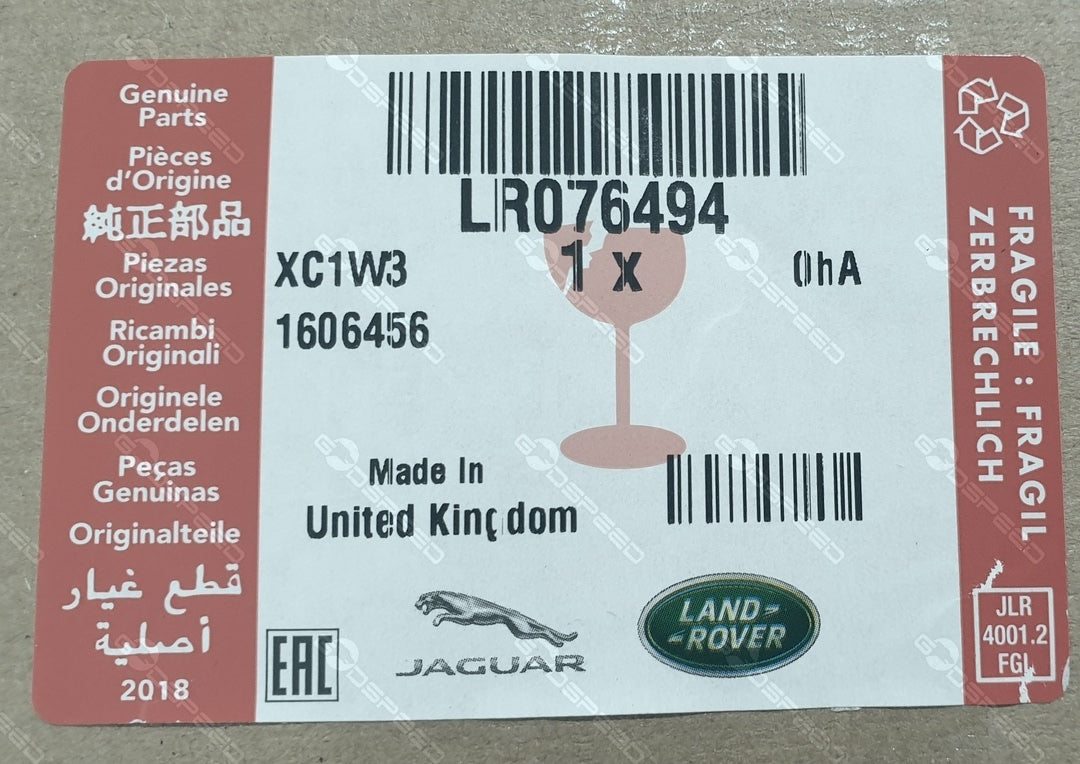 Genuine
Parts
Pièces
d'Origine
純正部品
Piezas
Originales
Ricambi
Originali
Originele
Onderdelen
Peças
Genuinas
Originalteile
قطع غيار
أصلية
2018
LR076494
XC1W3
1 x
0hA
1606456
Made In
United Kingdom
EAC
JAGUAR
LAND-
-ROVER
FRAGILE : FRAGIL
ZERBRECHLICH
JLR
4001.2
FGL
GODSPEED